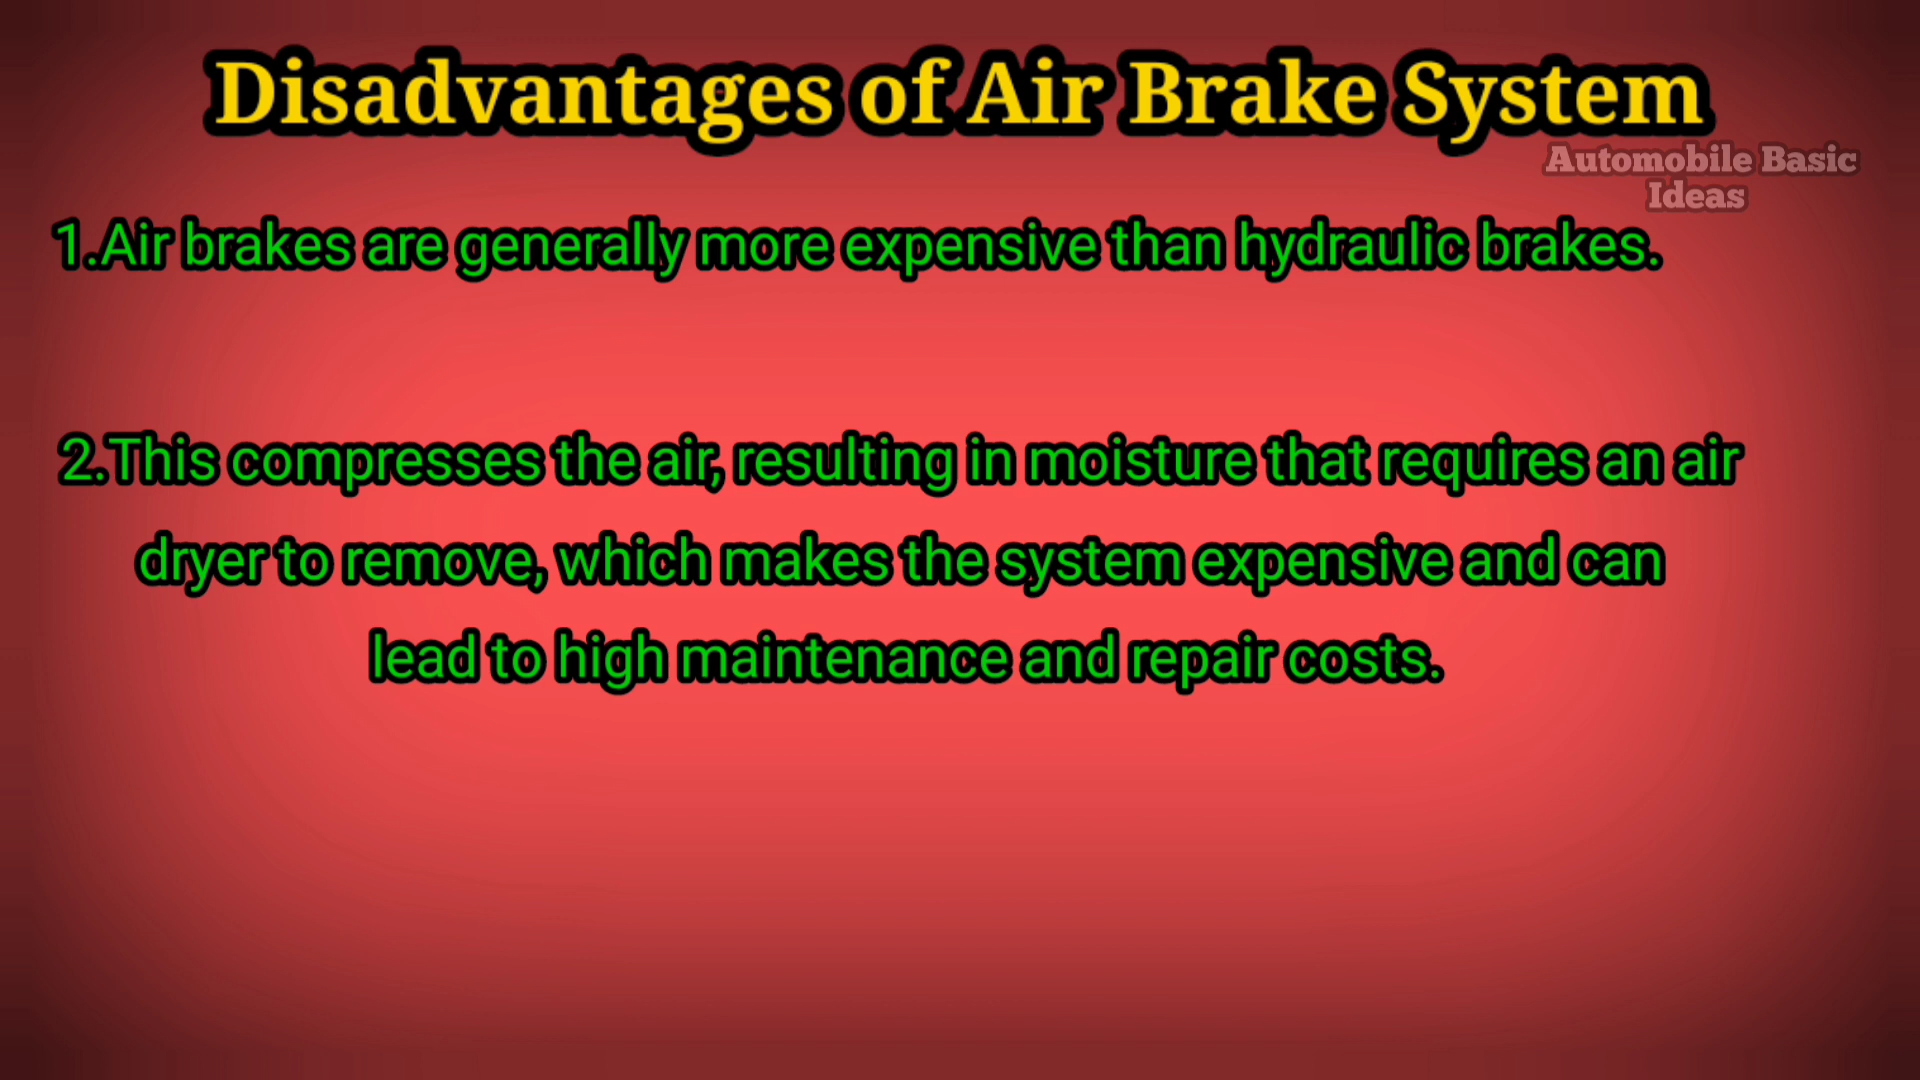 Disadvantages of Air Brake System
Automobile Basic
Ideas
1.Air brakes are generally more expensive than hydraulic brakes.
2.This compresses the air, resulting in moisture that requires an air
dryer to remove, which makes the system expensive and can
lead to high maintenance and repair costs.